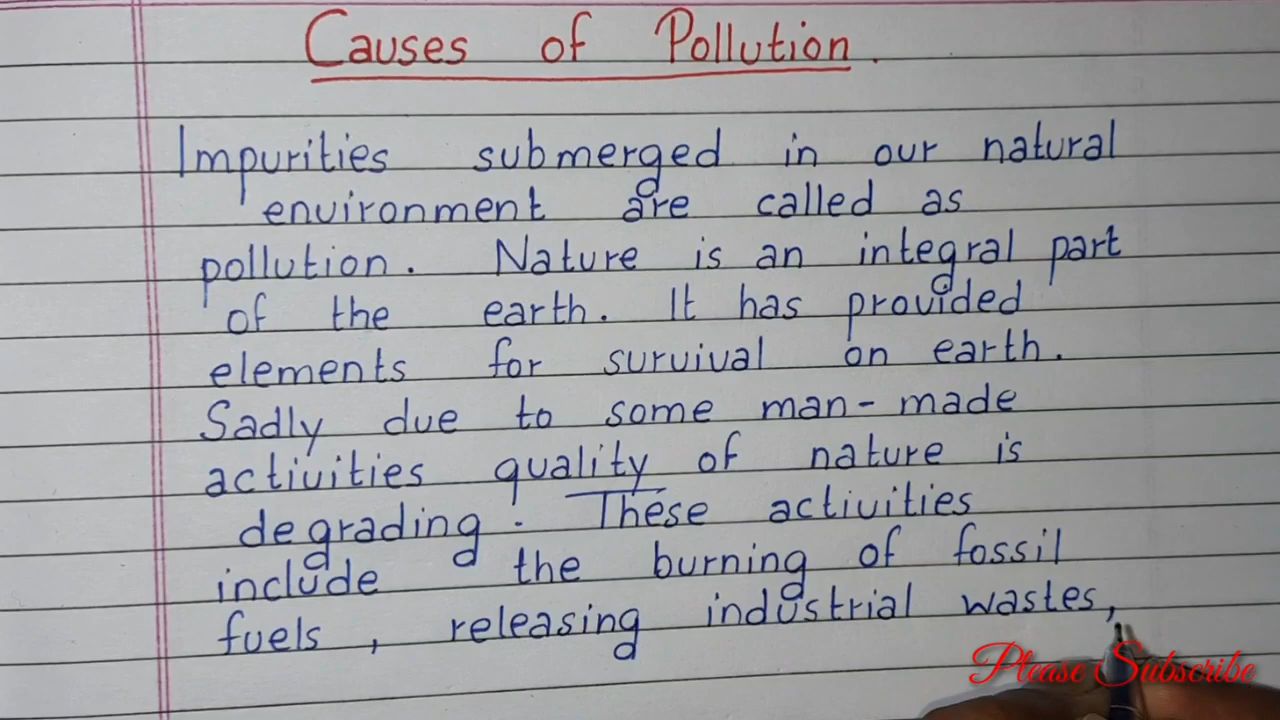 Causes of Pollution.
Impurities submerged in our natural
environment are called as
pollution. Nature is an integral part
of the earth. It has provided
elements for survival on earth.
Sadly due to some man-made
activities quality of nature is
degrading. These activities
include the burning of fossil
fuels, releasing industrial wastes,
Please Subscribe